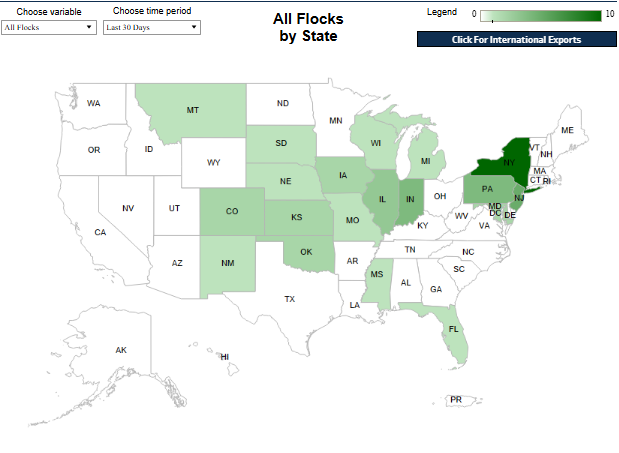 Choose variable
Choose time period
All Flocks
Last 30 Days
All Flocks
by State
Legend
0
10
Click For International Exports
WA
MT
ND
MN
ME
OR
ID
SD
WI
VT
NH
NY
MI
MA
WY
CT
RI
IA
NE
PA
NJ
OH
NV
UT
CO
IL
IN
MD
KS
MO
DC
DE
WV
VA
KY
CA
OK
TN
NC
AZ
NM
AR
SC
MS
AL
GA
TX
LA
FL
AK
HI
PR